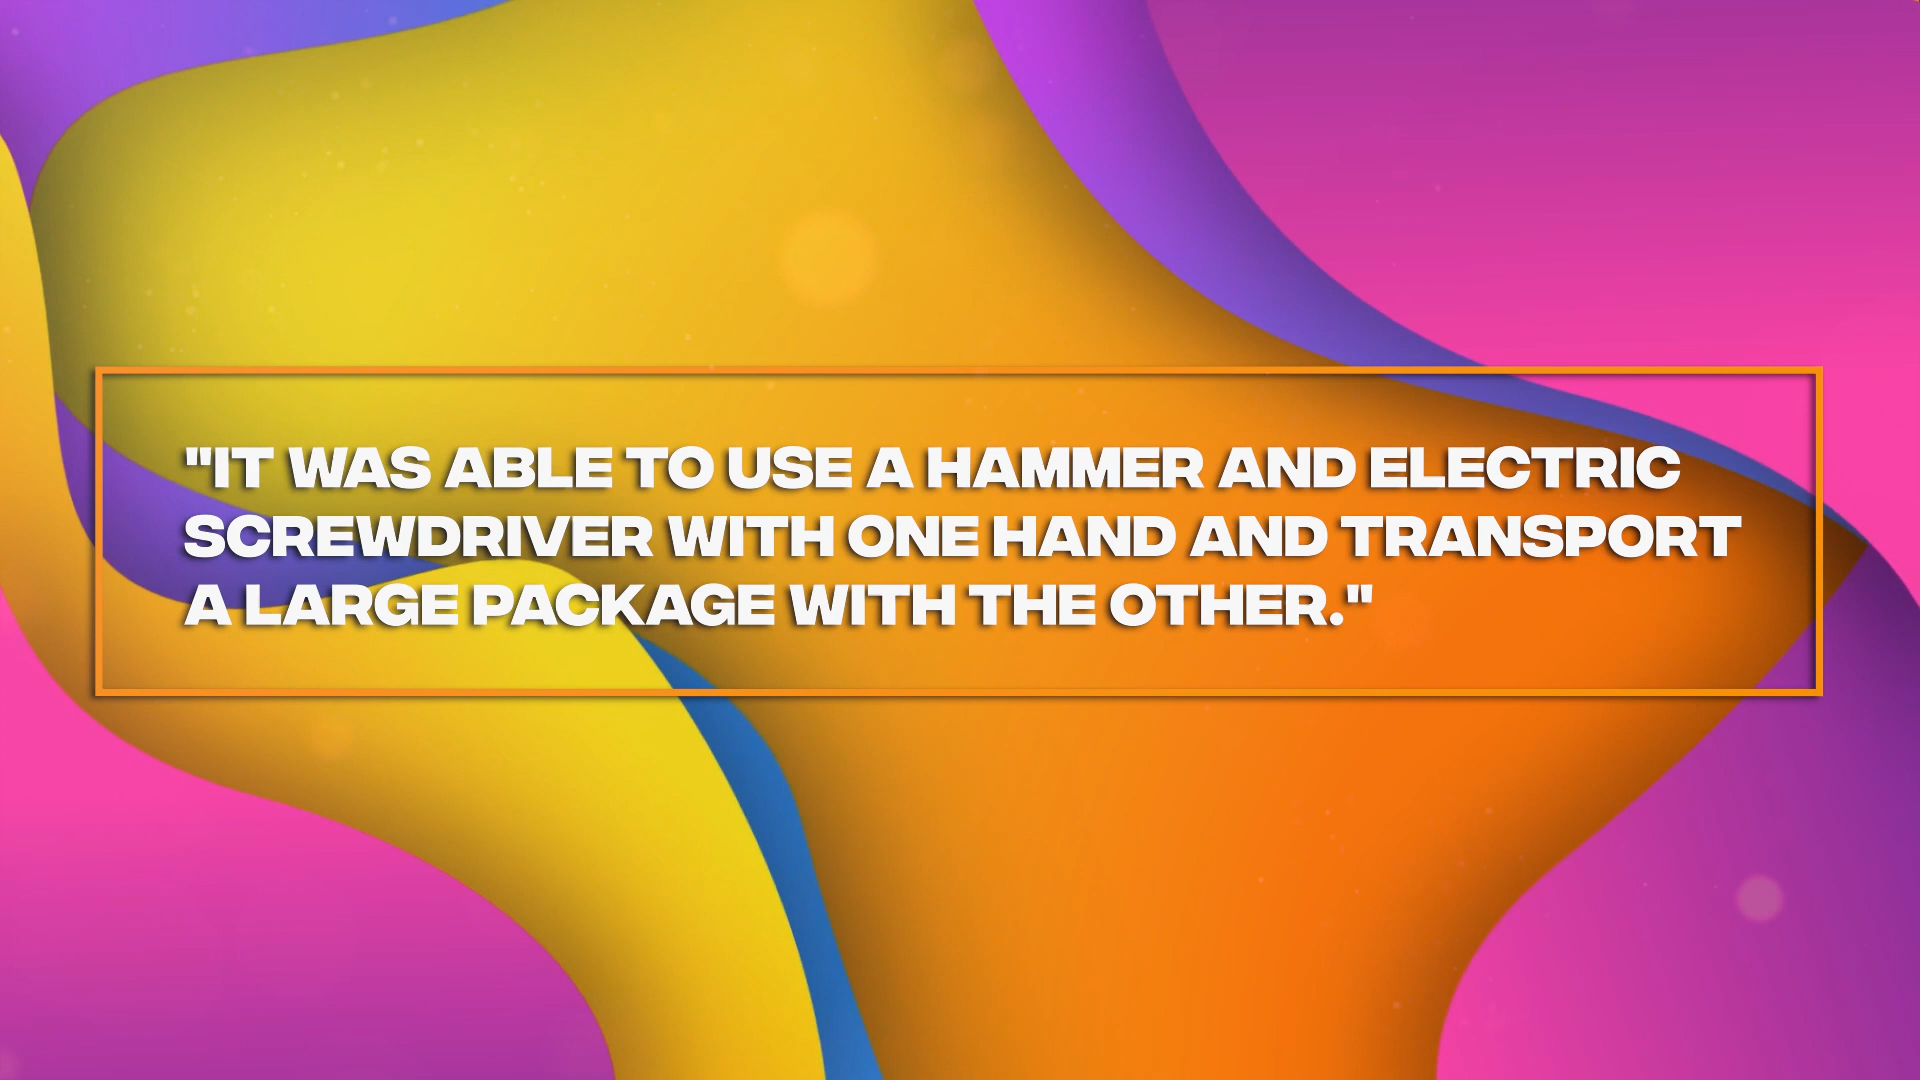 "IT WAS ABLE TO USE A HAMMER AND ELECTRIC
SCREWDRIVER WITH ONE HAND AND TRANSPORT
A LARGE PACKAGE WITH THE OTHER."